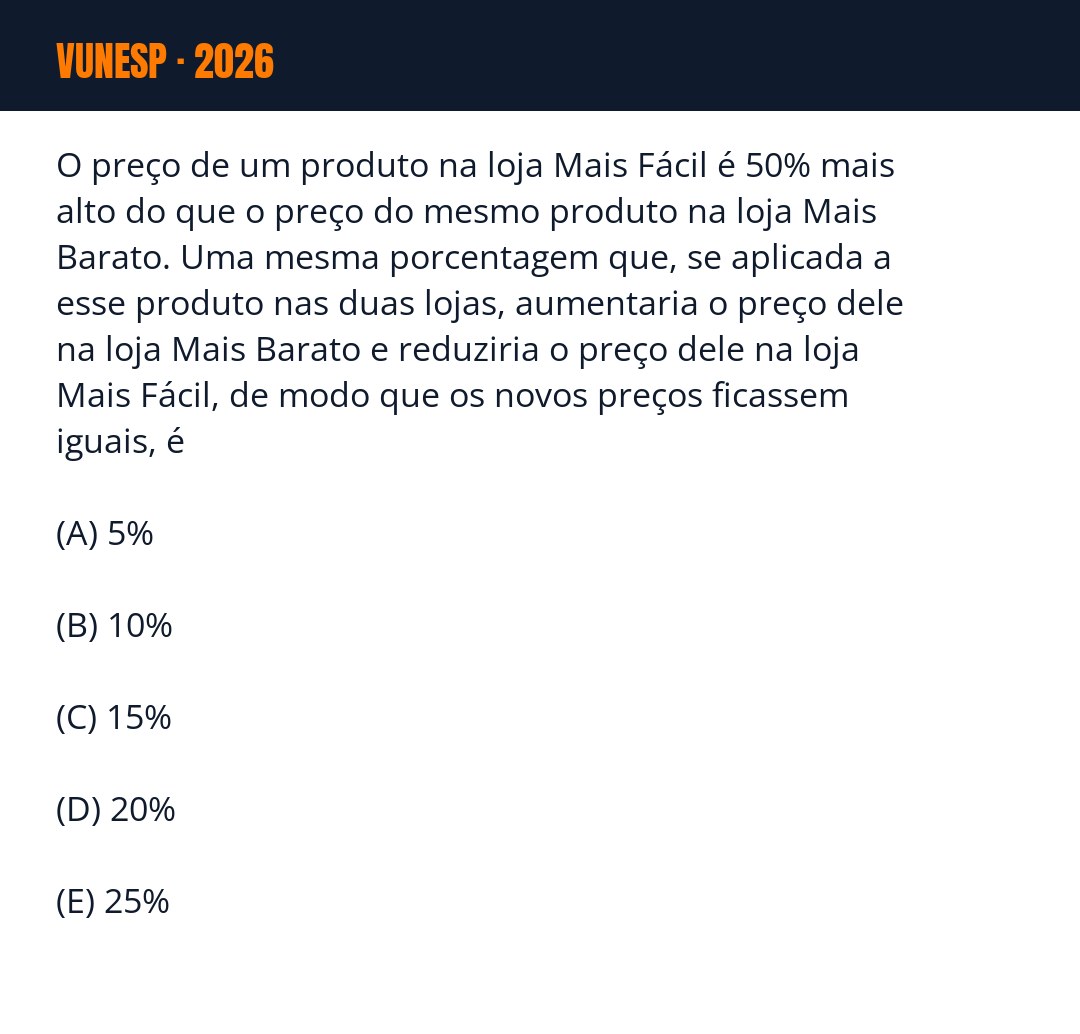 VUNESP · 2026
O preço de um produto na loja Mais Fácil é 50% mais
alto do que o preço do mesmo produto na loja Mais
Barato. Uma mesma porcentagem que, se aplicada a
esse produto nas duas lojas, aumentaria o preço dele
na loja Mais Barato e reduziria o preço dele na loja
Mais Fácil, de modo que os novos preços ficassem
iguais, é
(A) 5%
(B) 10%
(C) 15%
(D) 20%
(E) 25%